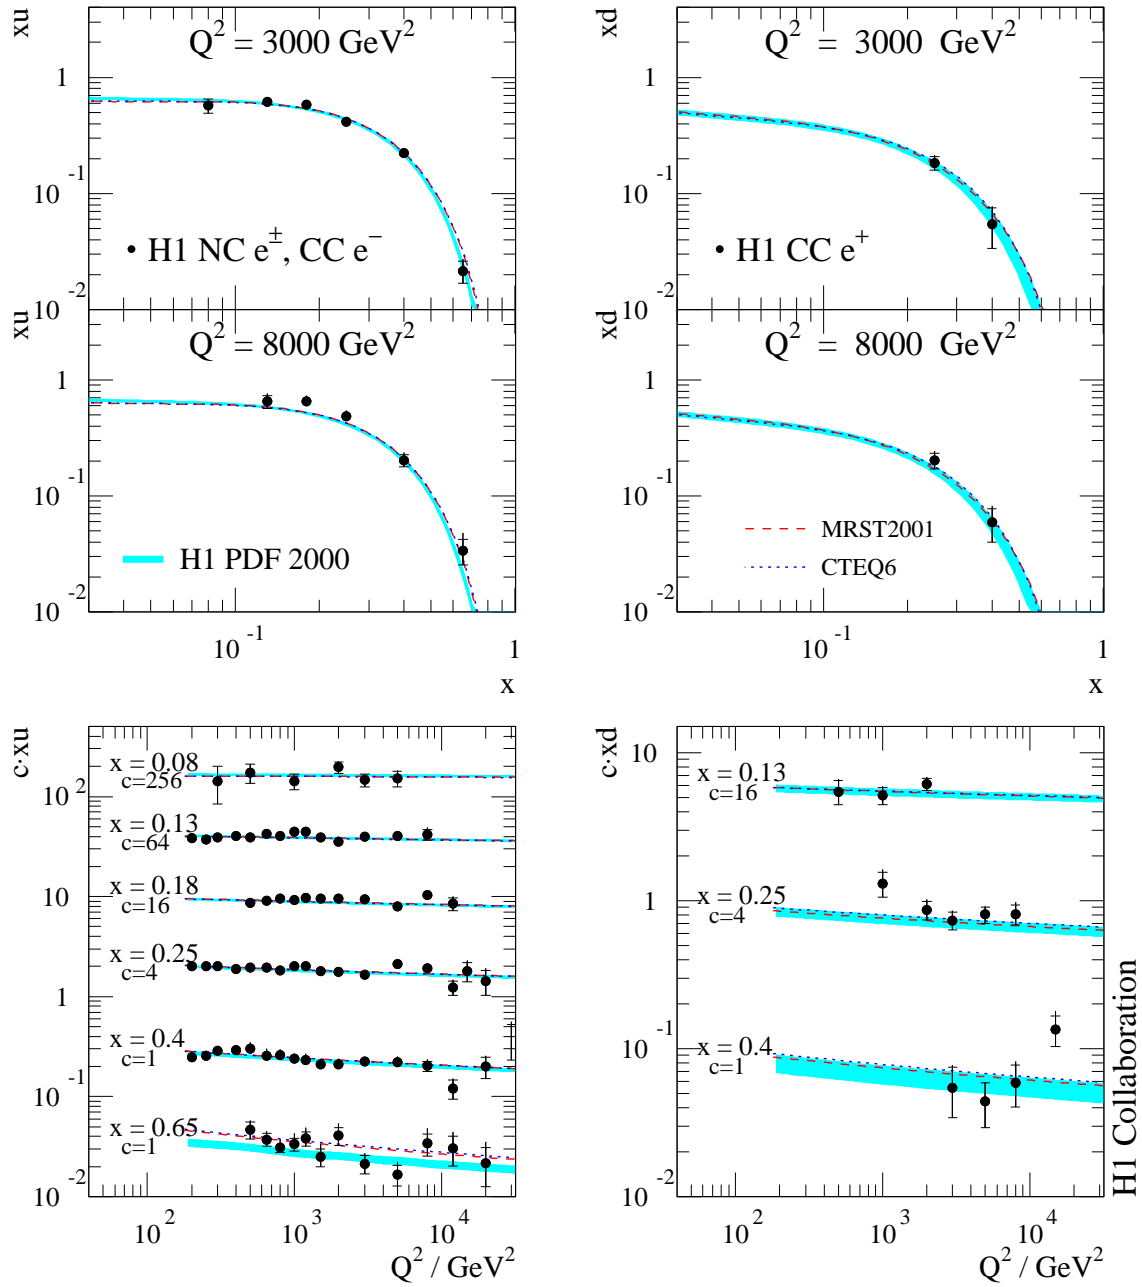 xu
Q² = 3000 GeV²
1
10⁻¹
• H1 NC e±, CC e⁻
10⁻²
xd
Q² = 3000 GeV²
1
10⁻¹
• H1 CC e⁺
10⁻²
xu
Q² = 8000 GeV²
1
10⁻¹
H1 PDF 2000
10⁻²
10⁻¹
1
x
xd
Q² = 8000 GeV²
1
10⁻¹
MRST2001
CTEQ6
10⁻²
10⁻¹
1
x
c·xu
x = 0.08
c=256
10²
x = 0.13
c=64
x = 0.18
10
c=16
x = 0.25
c=4
1
x = 0.4
c=1
10⁻¹
x = 0.65
c=1
10⁻²
10²
10³
10⁴
Q² / GeV²
c·xd
10
x = 0.13
c=16
x = 0.25
1
c=4
10⁻¹
x = 0.4
c=1
10⁻²
10²
10³
10⁴
Q² / GeV²
H1 Collaboration